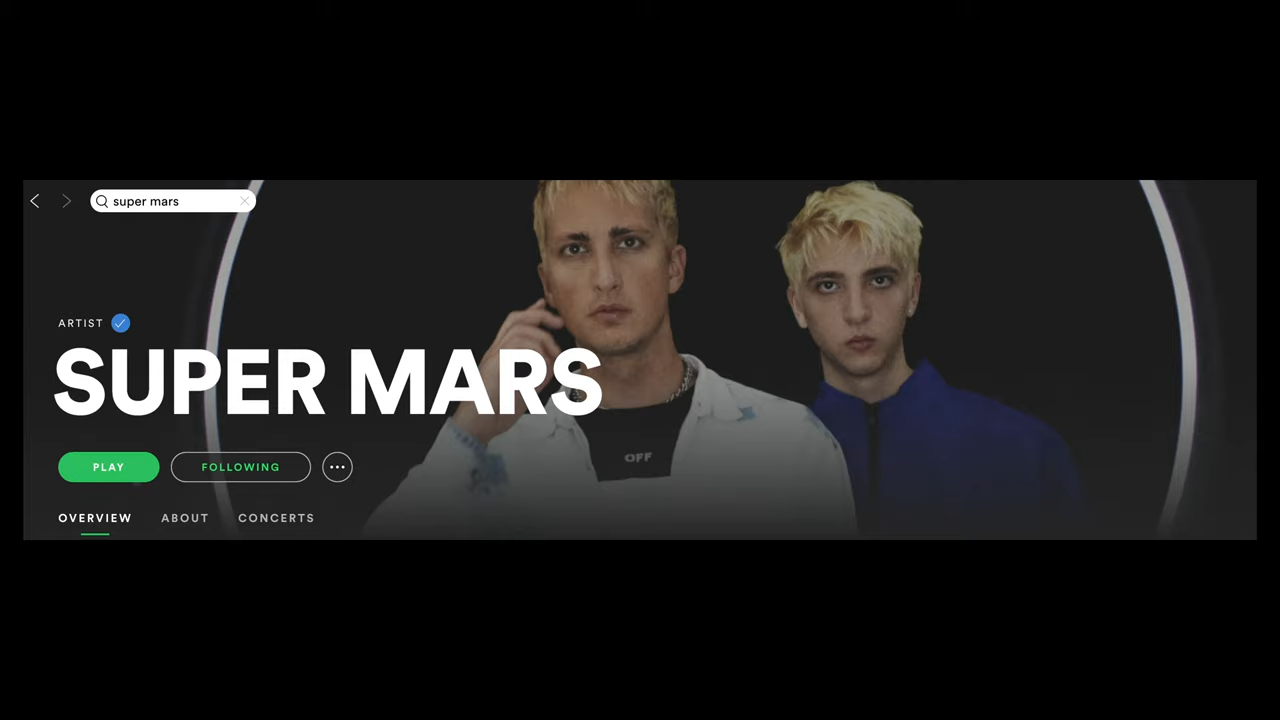 super mars
ARTIST
SUPER MARS
OFF
PLAY
FOLLOWING
OVERVIEW
ABOUT
CONCERTS